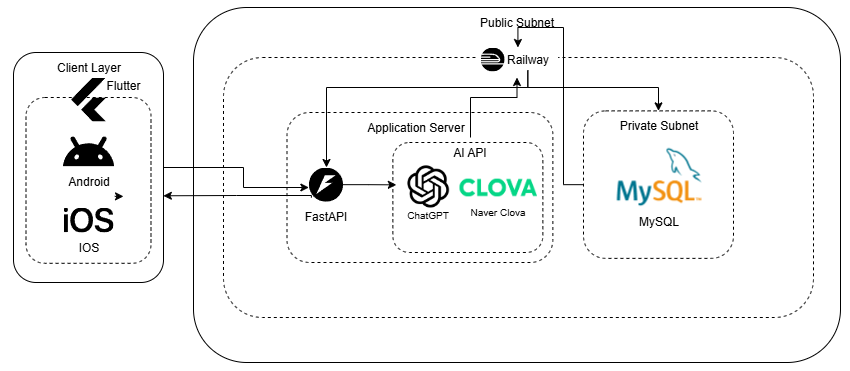 Public Subnet
Railway
Client Layer
Flutter
Android
iOS
IOS
Application Server
AI API
FastAPI
ChatGPT
CLOVA
Naver Clova
Private Subnet
MySQL
MySQL